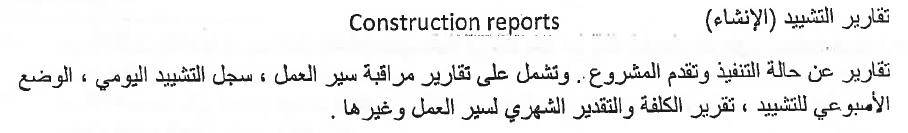 تقارير التشييد (الإنشاء) Construction reports
تقارير عن حالة التنفيذ وتقدم المشروع . وتشمل على تقارير مراقبة سير العمل ، سجل التشييد اليومي ، الوضع
الأسبوعي للتشييد ، تقرير الكلفة والتقدير الشهري لسير العمل وغيرها .